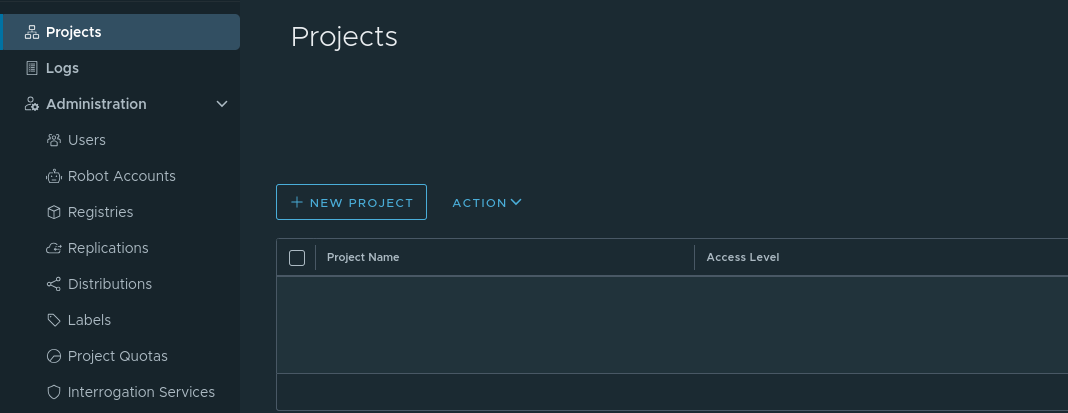 Projects
Logs
Administration
Users
Robot Accounts
Registries
Replications
Distributions
Labels
Project Quotas
Interrogation Services
Projects
NEW PROJECT
ACTION
Project Name
Access Level